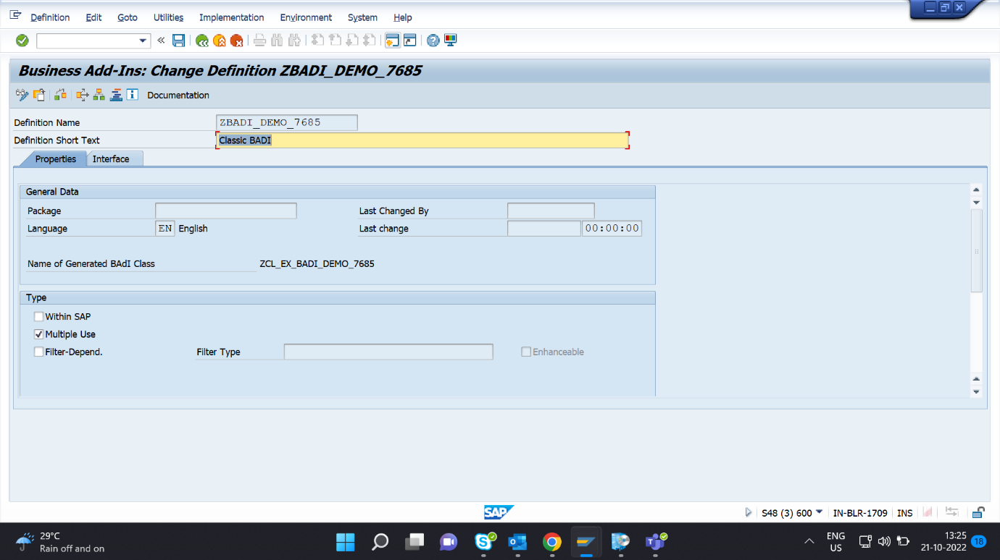 Definition Edit Goto Utilities Implementation Environment System Help
Business Add-Ins: Change Definition ZBADI_DEMO_7685
Documentation
Definition Name ZBADI_DEMO_7685
Definition Short Text Classic BADI
Properties Interface
General Data
Package Last Changed By
Language EN English Last change 00:00:00
Name of Generated BAdI Class ZCL_EX_BADI_DEMO_7685
Type
Within SAP
Multiple Use
Filter-Depend. Filter Type Enhanceable
SAP S48 (3) 600 IN-BLR-1709 INS
29°C
Rain off and on
ENG
US
13:25
21-10-2022
18